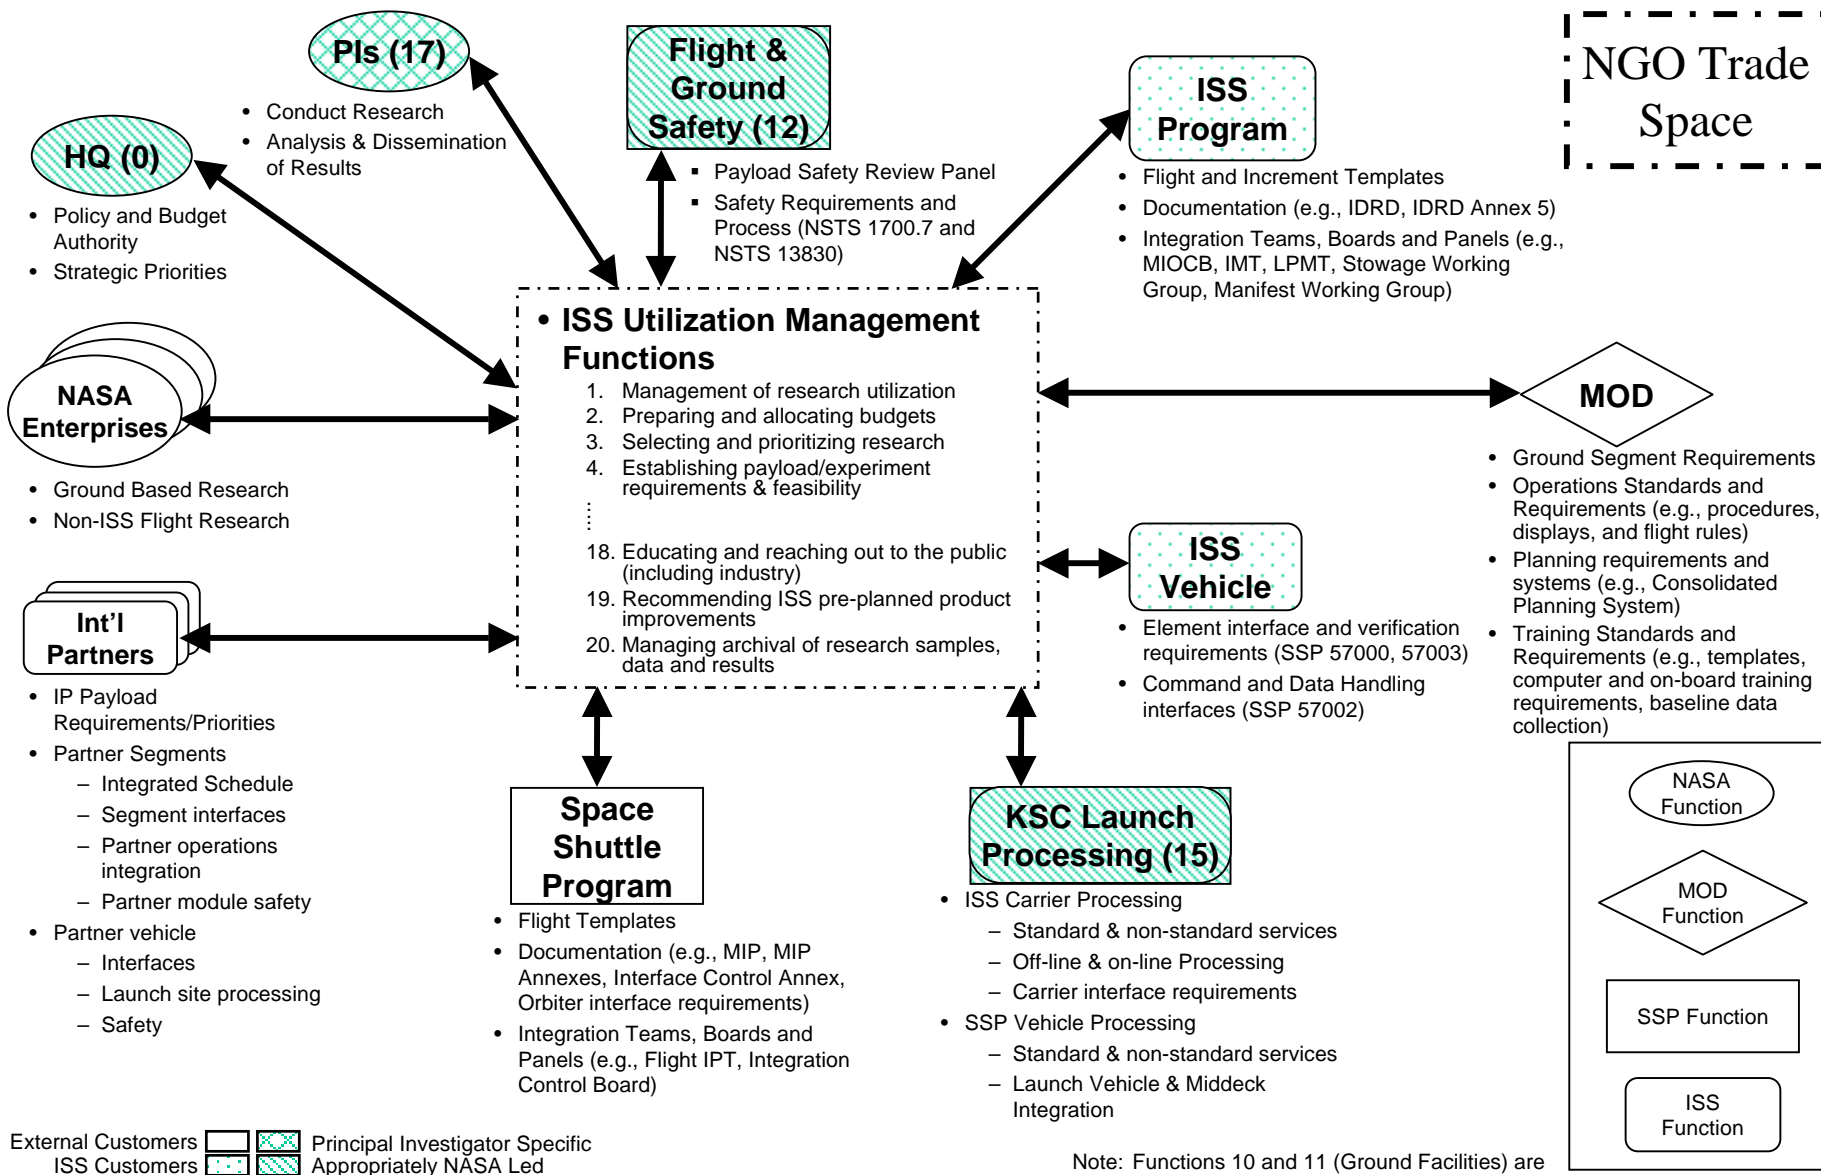 PIs (17)
• Conduct Research
• Analysis & Dissemination
of Results
HQ (0)
• Policy and Budget
Authority
• Strategic Priorities
Flight &
Ground
Safety (12)
▪ Payload Safety Review Panel
▪ Safety Requirements and
Process (NSTS 1700.7 and
NSTS 13830)
ISS
Program
• Flight and Increment Templates
• Documentation (e.g., IDRD, IDRD Annex 5)
• Integration Teams, Boards and Panels (e.g.,
MIOCB, IMT, LPMT, Stowage Working
Group, Manifest Working Group)
NGO Trade
Space
NASA
Enterprises
• Ground Based Research
• Non-ISS Flight Research
• ISS Utilization Management
Functions
1. Management of research utilization
2. Preparing and allocating budgets
3. Selecting and prioritizing research
4. Establishing payload/experiment
requirements & feasibility
18. Educating and reaching out to the public
(including industry)
19. Recommending ISS pre-planned product
improvements
20. Managing archival of research samples,
data and results
MOD
• Ground Segment Requirements
• Operations Standards and
Requirements (e.g., procedures,
displays, and flight rules)
• Planning requirements and
systems (e.g., Consolidated
Planning System)
• Training Standards and
Requirements (e.g., templates,
computer and on-board training
requirements, baseline data
collection)
ISS
Vehicle
• Element interface and verification
requirements (SSP 57000, 57003)
• Command and Data Handling
interfaces (SSP 57002)
Int'l
Partners
• IP Payload
Requirements/Priorities
• Partner Segments
– Integrated Schedule
– Segment interfaces
– Partner operations
integration
– Partner module safety
• Partner vehicle
– Interfaces
– Launch site processing
– Safety
Space
Shuttle
Program
• Flight Templates
• Documentation (e.g., MIP, MIP
Annexes, Interface Control Annex,
Orbiter interface requirements)
• Integration Teams, Boards and
Panels (e.g., Flight IPT, Integration
Control Board)
KSC Launch
Processing (15)
• ISS Carrier Processing
– Standard & non-standard services
– Off-line & on-line Processing
– Carrier interface requirements
• SSP Vehicle Processing
– Standard & non-standard services
– Launch Vehicle & Middeck
Integration
NASA
Function
MOD
Function
SSP Function
ISS
Function
External Customers
Principal Investigator Specific
ISS Customers
Appropriately NASA Led
Note: Functions 10 and 11 (Ground Facilities) are